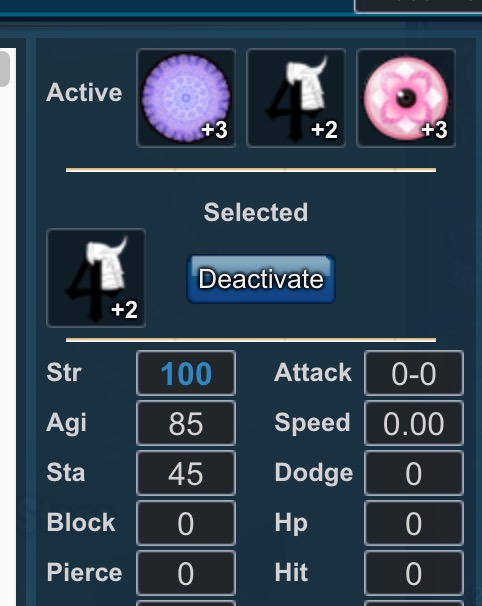 Active +3 +2 +3
Selected
4 +2 Deactivate
Str 100 Attack 0-0
Agi 85 Speed 0.00
Sta 45 Dodge 0
Block 0 Hp 0
Pierce 0 Hit 0